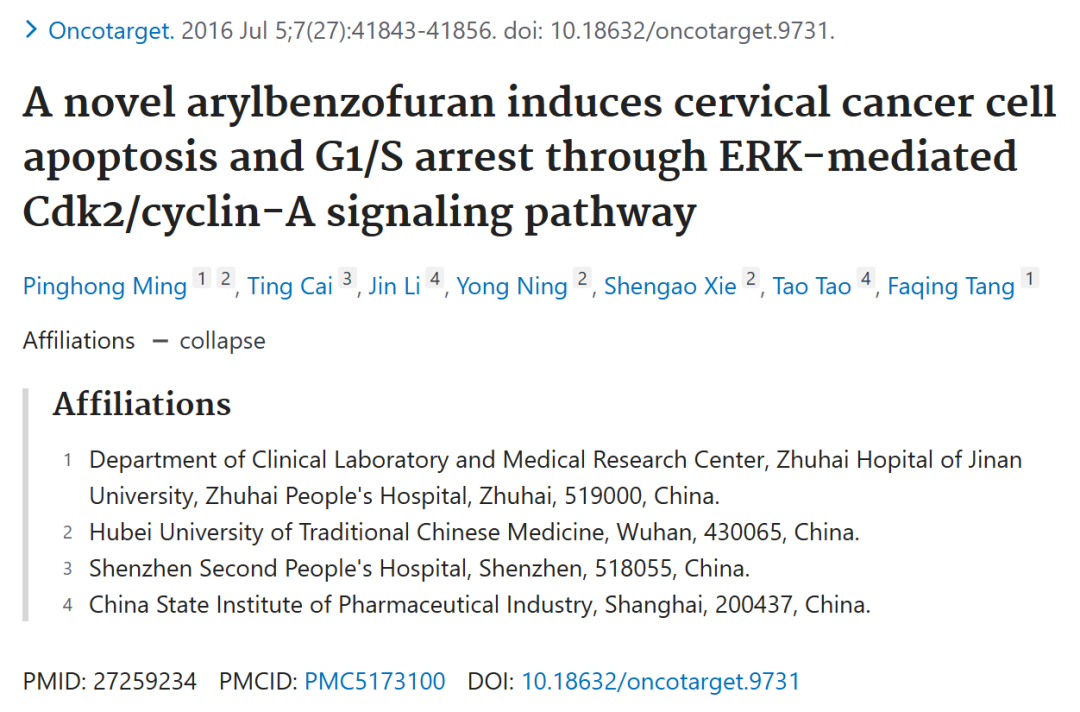 Oncotarget. 2016 Jul 5;7(27):41843-41856. doi: 10.18632/oncotarget.9731.
A novel arylbenzofuran induces cervical cancer cell
apoptosis and G1/S arrest through ERK-mediated
Cdk2/cyclin-A signaling pathway
Pinghong Ming 1 2, Ting Cai 3, Jin Li 4, Yong Ning 2, Shengao Xie 2, Tao Tao 4, Faqing Tang 1
Affiliations — collapse
Affiliations
1 Department of Clinical Laboratory and Medical Research Center, Zhuhai Hopital of Jinan
University, Zhuhai People's Hospital, Zhuhai, 519000, China.
2 Hubei University of Traditional Chinese Medicine, Wuhan, 430065, China.
3 Shenzhen Second People's Hospital, Shenzhen, 518055, China.
4 China State Institute of Pharmaceutical Industry, Shanghai, 200437, China.
PMID: 27259234 PMCID: PMC5173100 DOI: 10.18632/oncotarget.9731